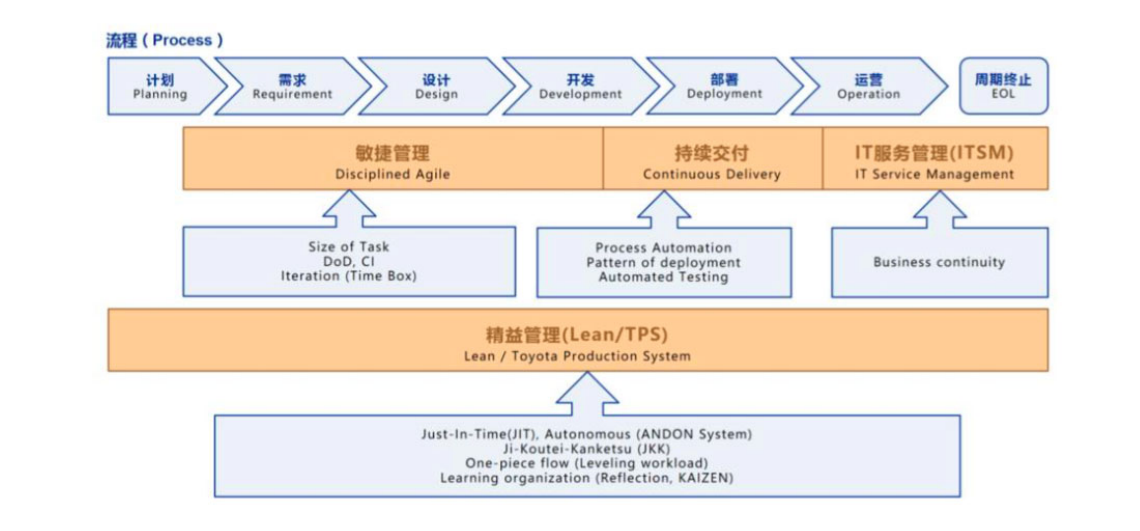 流程（Process）
计划
Planning
需求
Requirement
设计
Design
开发
Development
部署
Deployment
运营
Operation
周期终止
EOL
敏捷管理
Disciplined Agile
持续交付
Continuous Delivery
IT服务管理(ITSM)
IT Service Management
Size of Task
DoD, CI
Iteration (Time Box)
Process Automation
Pattern of deployment
Automated Testing
Business continuity
精益管理(Lean/TPS)
Lean / Toyota Production System
Just-In-Time(JIT), Autonomous (ANDON System)
Ji-Koutei-Kanketsu (JKK)
One-piece flow (Leveling workload)
Learning organization (Reflection, KAIZEN)